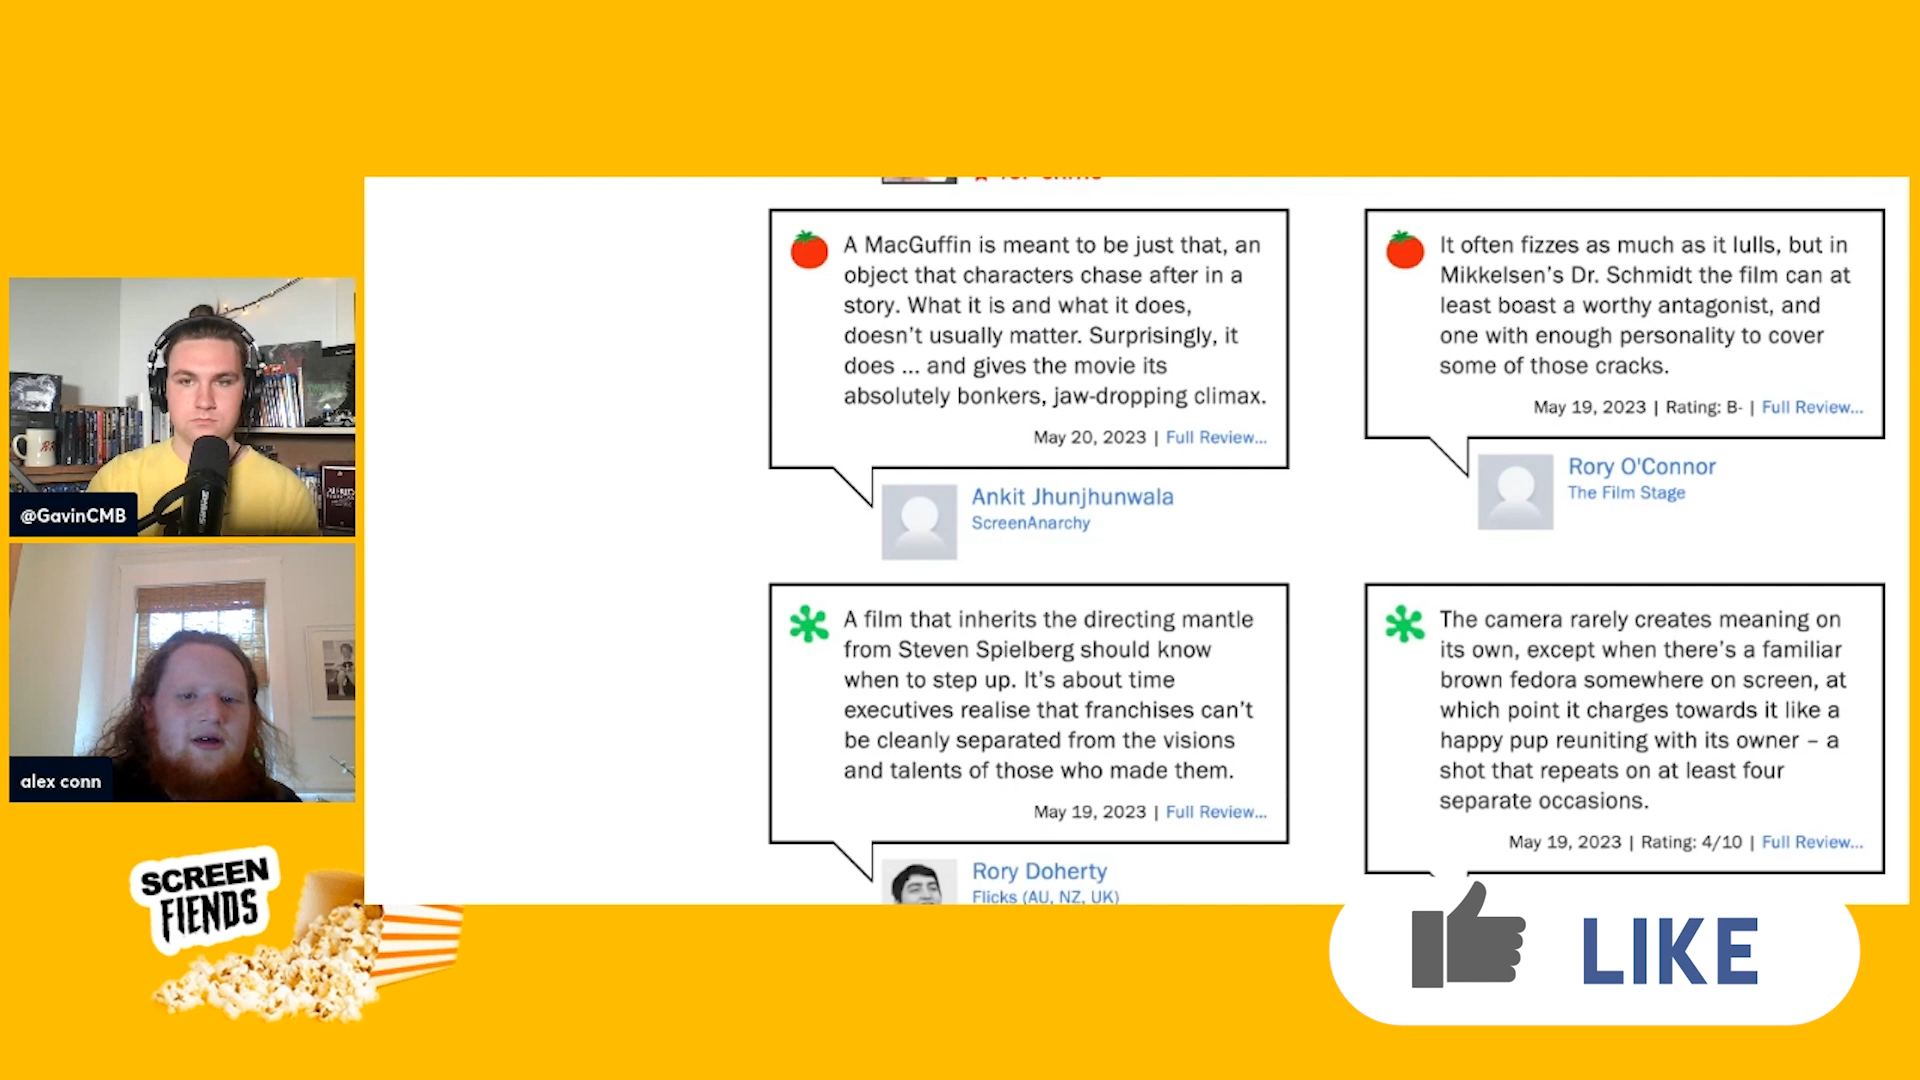 A MacGuffin is meant to be just that, an
object that characters chase after in a
story. What it is and what it does,
doesn't usually matter. Surprisingly, it
does ... and gives the movie its
absolutely bonkers, jaw-dropping climax.
May 20, 2023 | Full Review...
Ankit Jhunjhunwala
ScreenAnarchy
It often fizzes as much as it lulls, but in
Mikkelsen's Dr. Schmidt the film can at
least boast a worthy antagonist, and
one with enough personality to cover
some of those cracks.
May 19, 2023 | Rating: B- | Full Review...
Rory O'Connor
The Film Stage
A film that inherits the directing mantle
from Steven Spielberg should know
when to step up. It's about time
executives realise that franchises can't
be cleanly separated from the visions
and talents of those who made them.
May 19, 2023 | Full Review...
Rory Doherty
Flicks (AU, NZ, UK)
The camera rarely creates meaning on
its own, except when there's a familiar
brown fedora somewhere on screen, at
which point it charges towards it like a
happy pup reuniting with its owner – a
shot that repeats on at least four
separate occasions.
May 19, 2023 | Rating: 4/10 | Full Review...
@GavinCMB
alex conn
SCREEN
FIENDS
LIKE